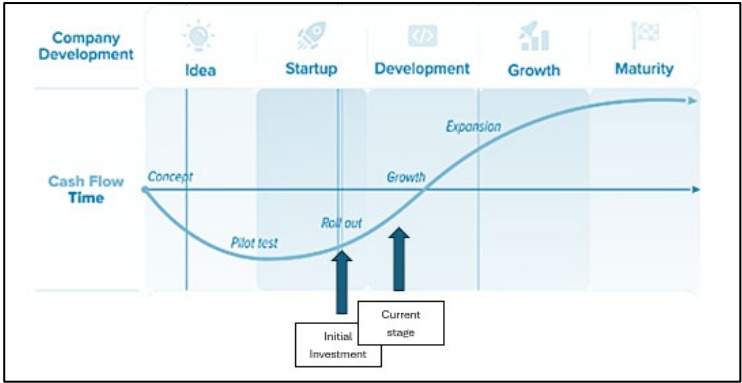 Company
Development
Idea
Startup
Development
Growth
Maturity
Cash Flow
Time
Concept
Pilot test
Roll out
Growth
Expansion
Initial
Investment
Current
stage